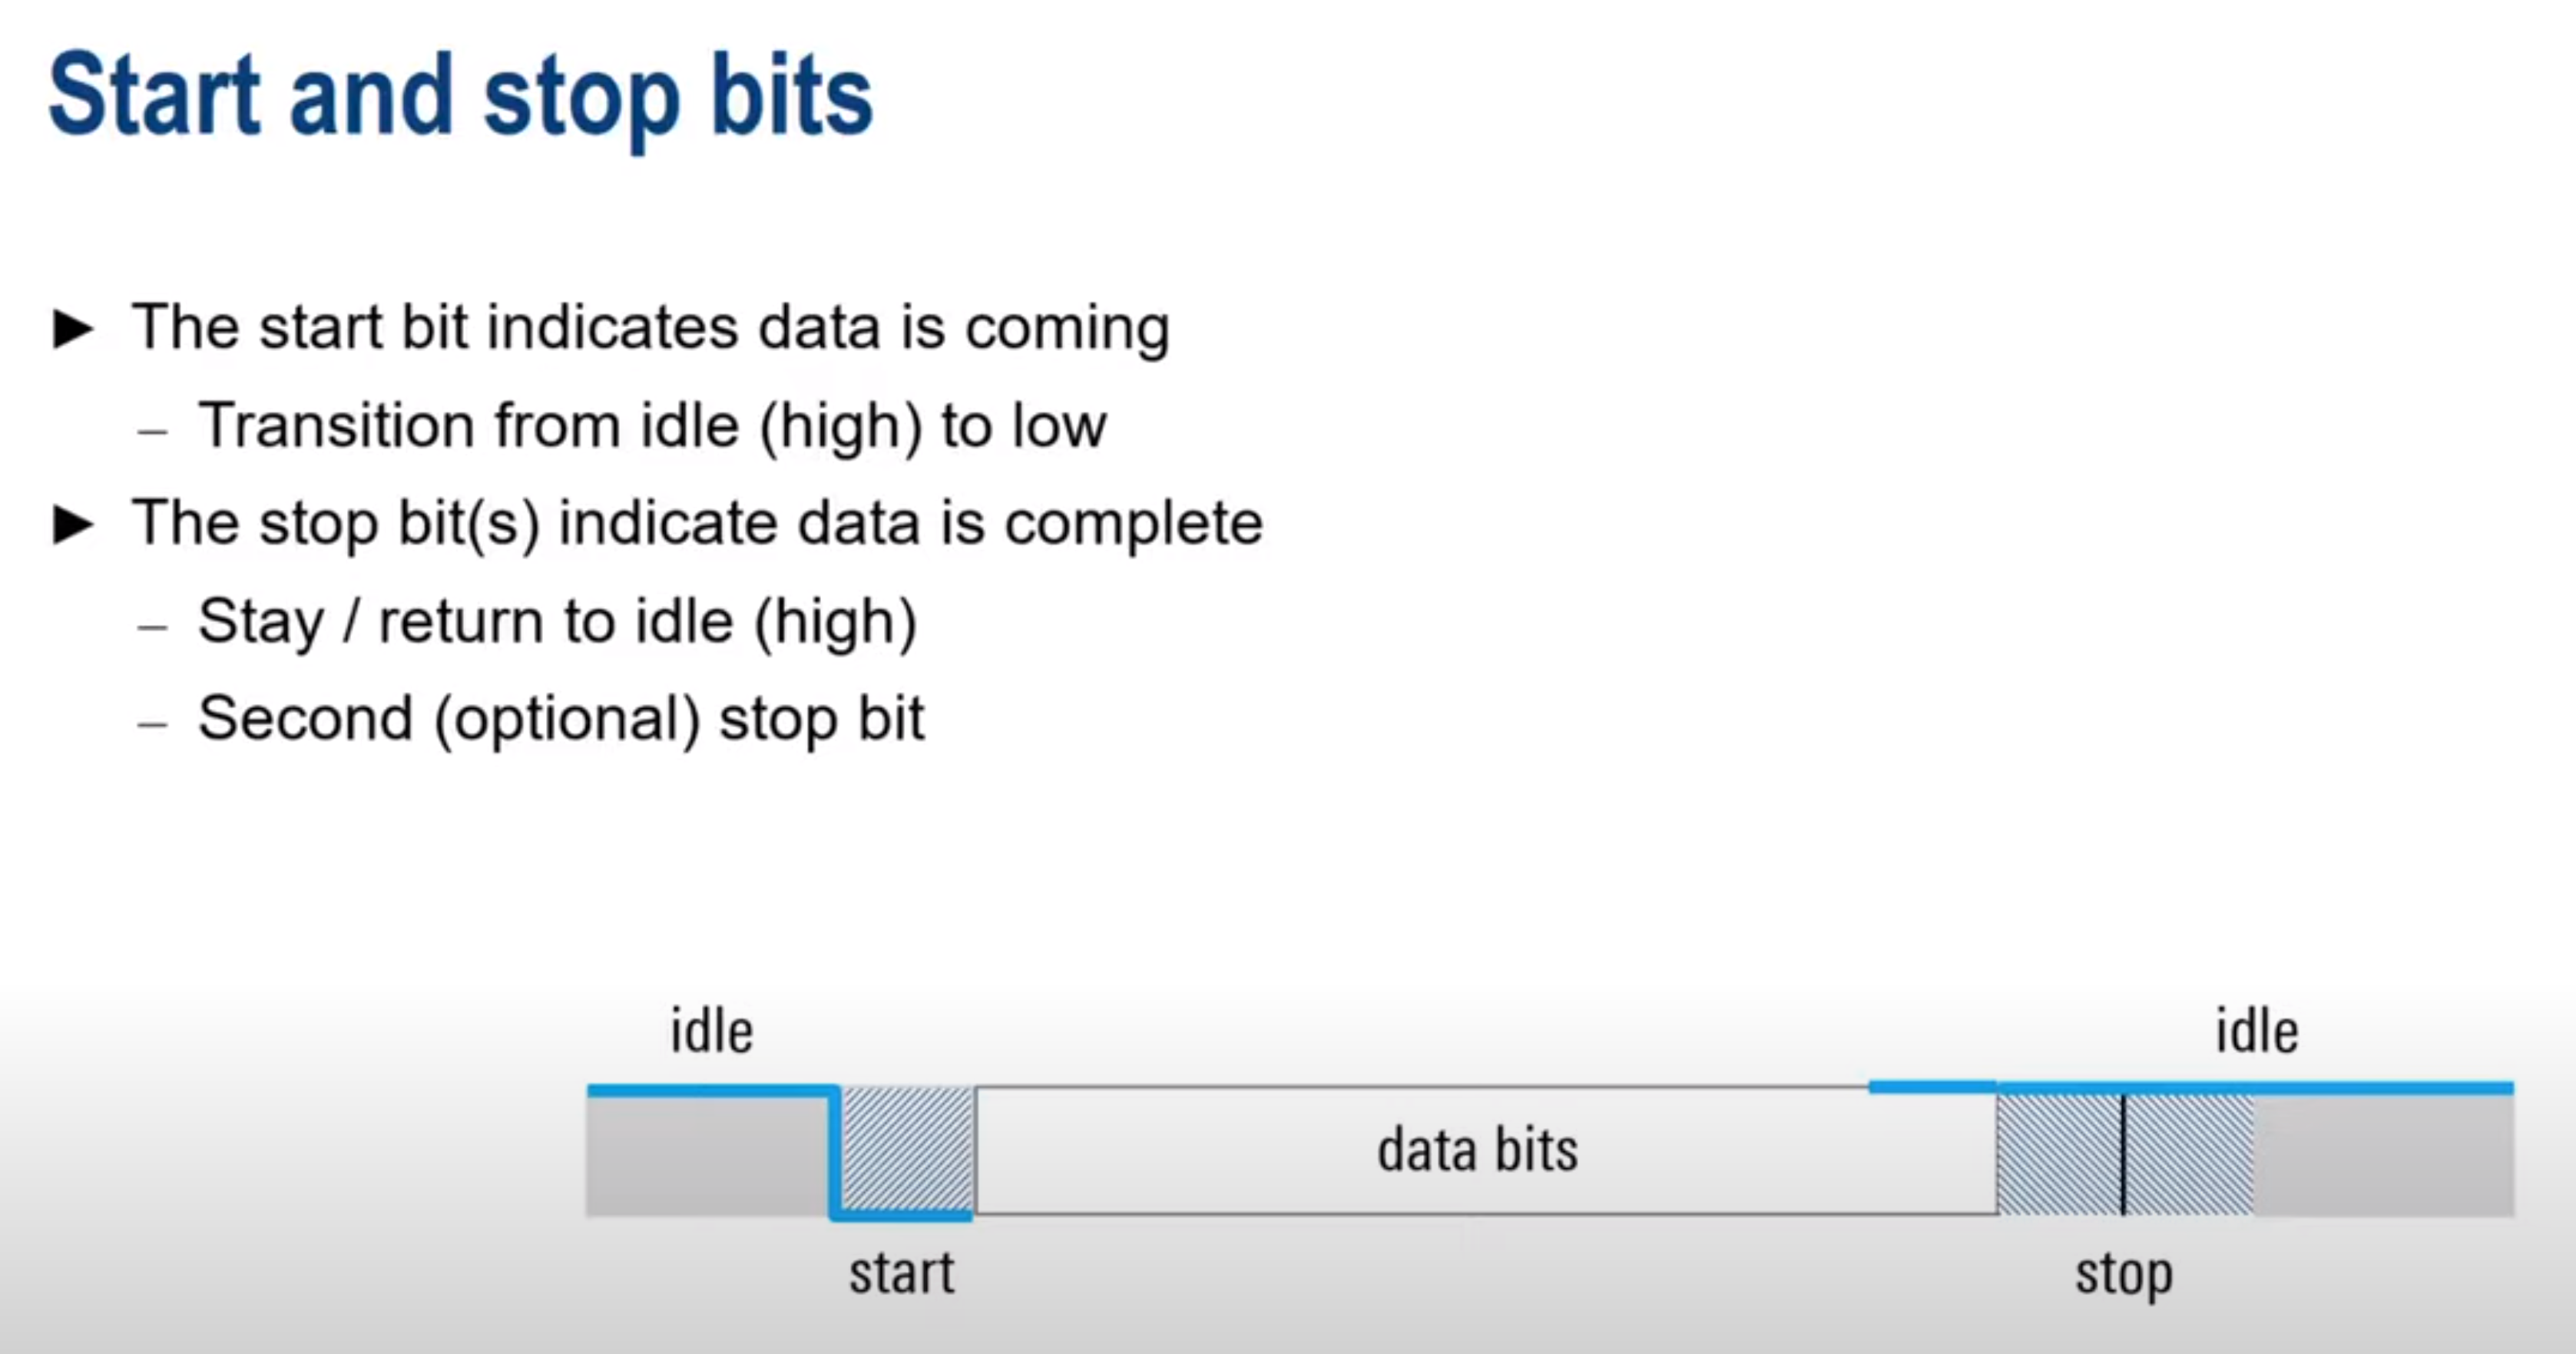 Start and stop bits
► The start bit indicates data is coming
– Transition from idle (high) to low
► The stop bit(s) indicate data is complete
– Stay / return to idle (high)
– Second (optional) stop bit
idle idle
data bits
start stop